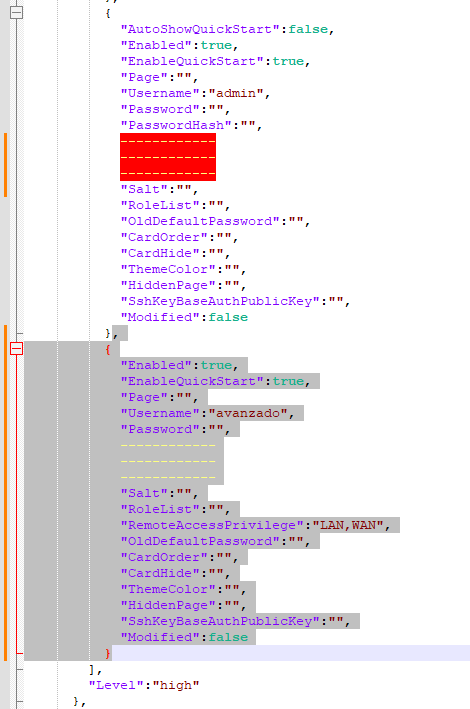 {
"AutoShowQuickStart":false,
"Enabled":true,
"EnableQuickStart":true,
"Page":"",
"Username":"admin",
"Password":"",
"PasswordHash":"",
------------
------------
------------
"Salt":"",
"RoleList":"",
"OldDefaultPassword":"",
"CardOrder":"",
"CardHide":"",
"ThemeColor":"",
"HiddenPage":"",
"SshKeyBaseAuthPublicKey":"",
"Modified":false
},
{
"Enabled":true,
"EnableQuickStart":true,
"Page":"",
"Username":"avanzado",
"Password":"",
------------
------------
------------
"Salt":"",
"RoleList":"",
"RemoteAccessPrivilege":"LAN,WAN",
"OldDefaultPassword":"",
"CardOrder":"",
"CardHide":"",
"ThemeColor":"",
"HiddenPage":"",
"SshKeyBaseAuthPublicKey":"",
"Modified":false
}
],
"Level":"high"
},